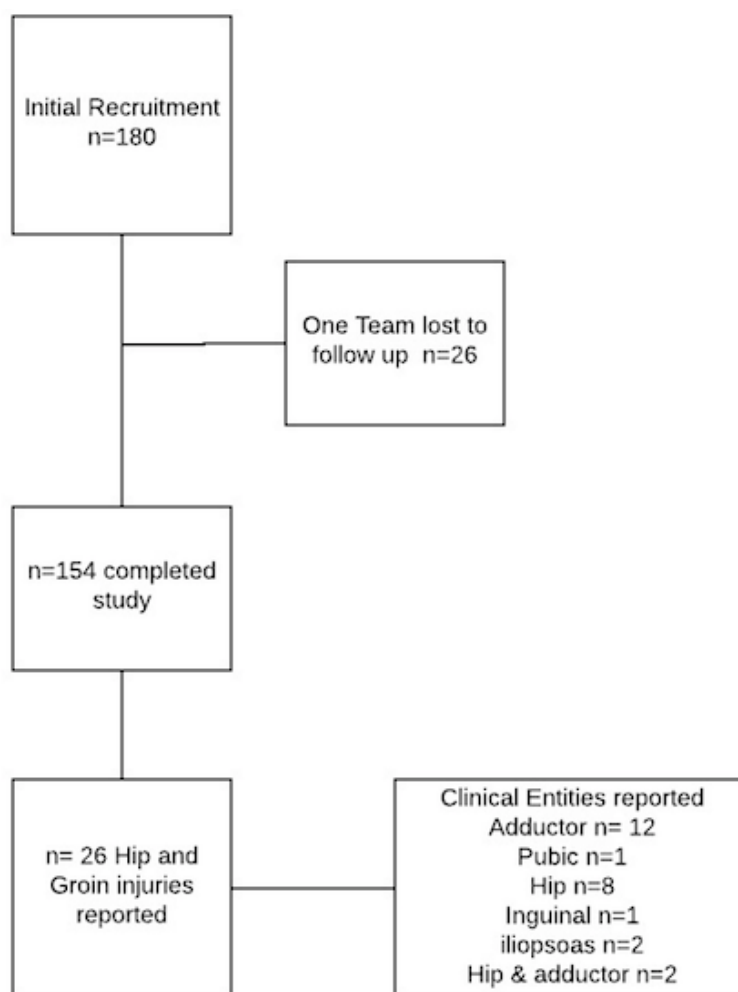 Initial Recruitment
n=180
One Team lost to
follow up n=26
n=154 completed
study
n= 26 Hip and
Groin injuries
reported
Clinical Entities reported
Adductor n= 12
Pubic n=1
Hip n=8
Inguinal n=1
iliopsoas n=2
Hip & adductor n=2